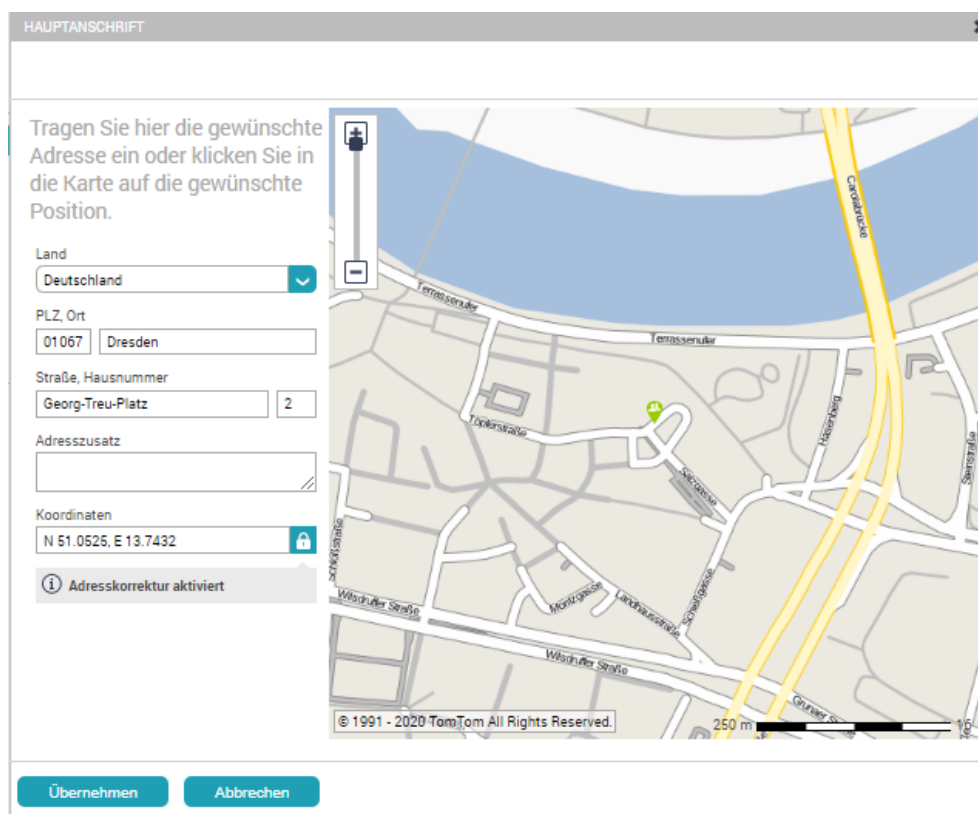 HAUPTANSCHRIFT
Tragen Sie hier die gewünschte
Adresse ein oder klicken Sie in
die Karte auf die gewünschte
Position.
Land
Deutschland
PLZ, Ort
01067 Dresden
Straße, Hausnummer
Georg-Treu-Platz 2
Adresszusatz
Koordinaten
N 51.0525, E 13.7432
Adresskorrektur aktiviert
Carolabrücke
Terrassenufer
Terrassenufer
Töpferstraße
Hasenberg
Salzgasse
Steinstraße
Schloßstraße
Schießgasse
Moritzgasse
Landhausstraße
Wilsdruffer Straße
Wilsdruffer Straße
© 1991 - 2020 TomTom All Rights Reserved.
250 m
Übernehmen Abbrechen